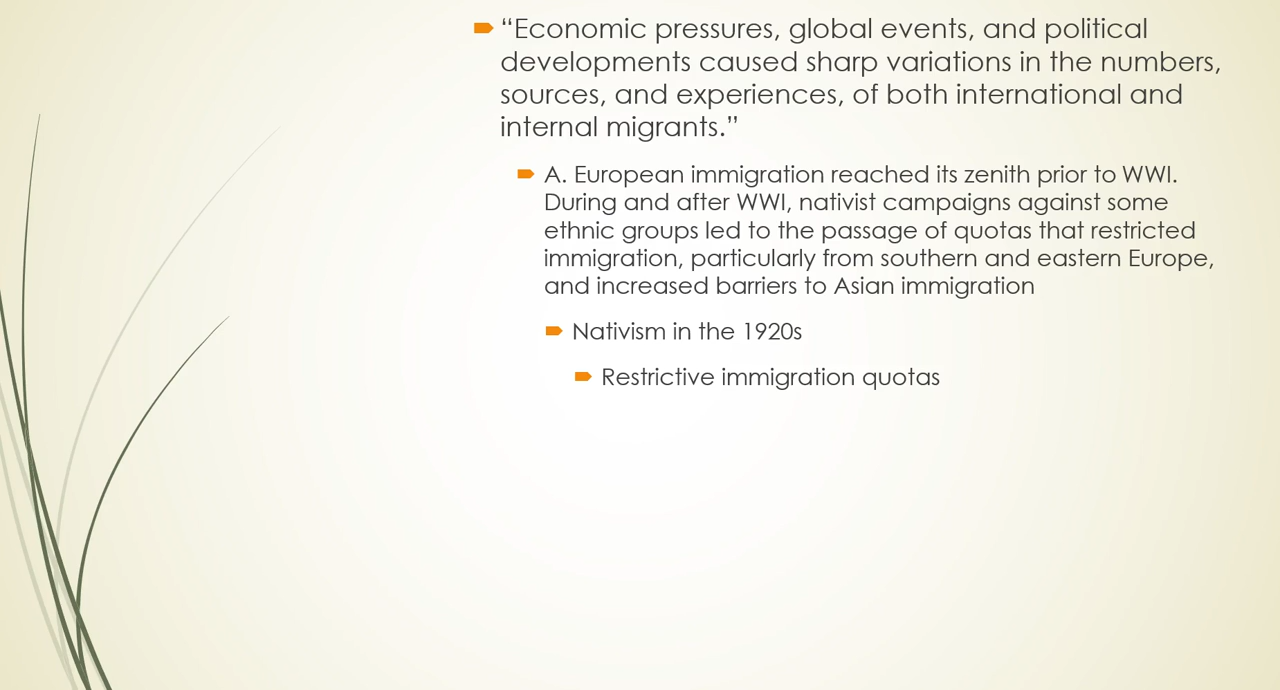 “Economic pressures, global events, and political
developments caused sharp variations in the numbers,
sources, and experiences, of both international and
internal migrants.”
A. European immigration reached its zenith prior to WWI.
During and after WWI, nativist campaigns against some
ethnic groups led to the passage of quotas that restricted
immigration, particularly from southern and eastern Europe,
and increased barriers to Asian immigration
Nativism in the 1920s
Restrictive immigration quotas